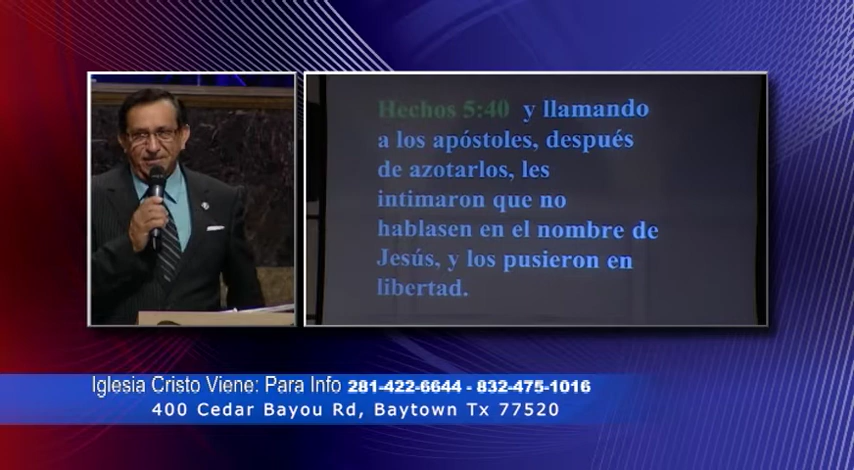 Hechos 5:40 y llamando
a los apóstoles, después
de azotarlos, les
intimaron que no
hablasen en el nombre de
Jesús, y los pusieron en
libertad.
Iglesia Cristo Viene: Para Info 281-422-6644 - 832-475-1016
400 Cedar Bayou Rd, Baytown Tx 77520